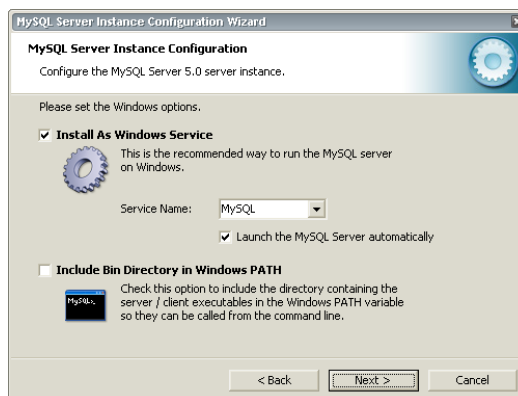 MySQL Server Instance Configuration Wizard
MySQL Server Instance Configuration
Configure the MySQL Server 5.0 server instance.
Please set the Windows options.
Install As Windows Service
This is the recommended way to run the MySQL server
on Windows.
Service Name:
MySQL
Launch the MySQL Server automatically
Include Bin Directory in Windows PATH
MySQL>_
Check this option to include the directory containing the
server / client executables in the Windows PATH variable
so they can be called from the command line.
< Back
Next >
Cancel